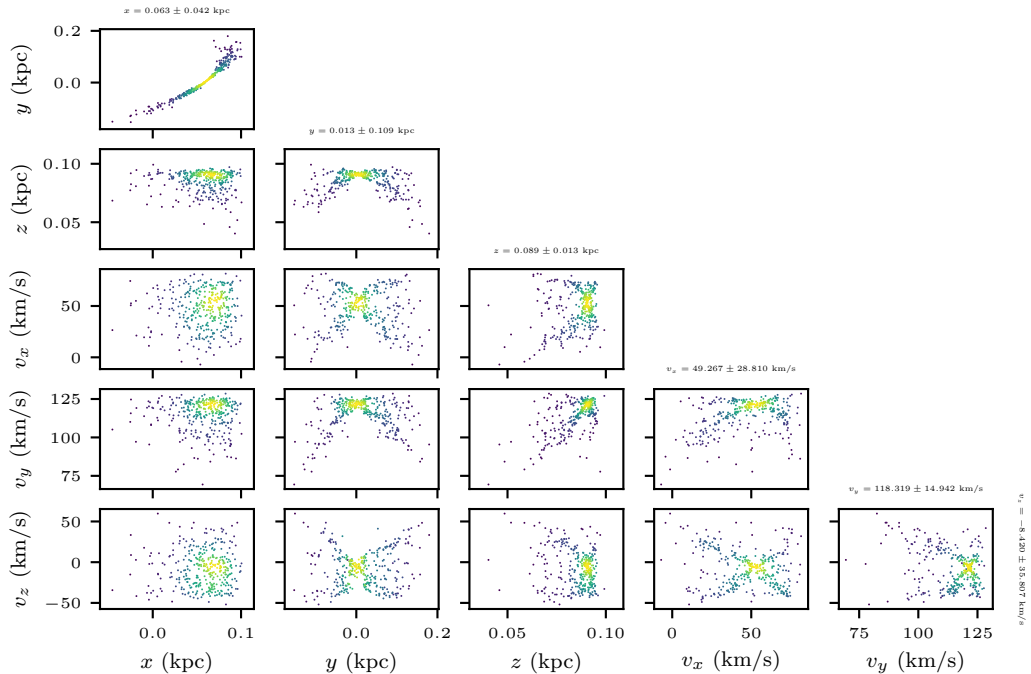 x = 0.063 ± 0.042 kpc
0.2
0.0
y (kpc)
y = 0.013 ± 0.109 kpc
0.10
0.05
z (kpc)
z = 0.089 ± 0.013 kpc
50
0
v_x (km/s)
v_x = 49.267 ± 28.810 km/s
125
100
75
v_y (km/s)
v_y = 118.319 ± 14.942 km/s
v_z = −8.420 ± 35.807 km/s
50
0
−50
v_z (km/s)
0.0 0.1
0.0 0.2
0.05 0.10
0 50
75 100 125
x (kpc)
y (kpc)
z (kpc)
v_x (km/s)
v_y (km/s)